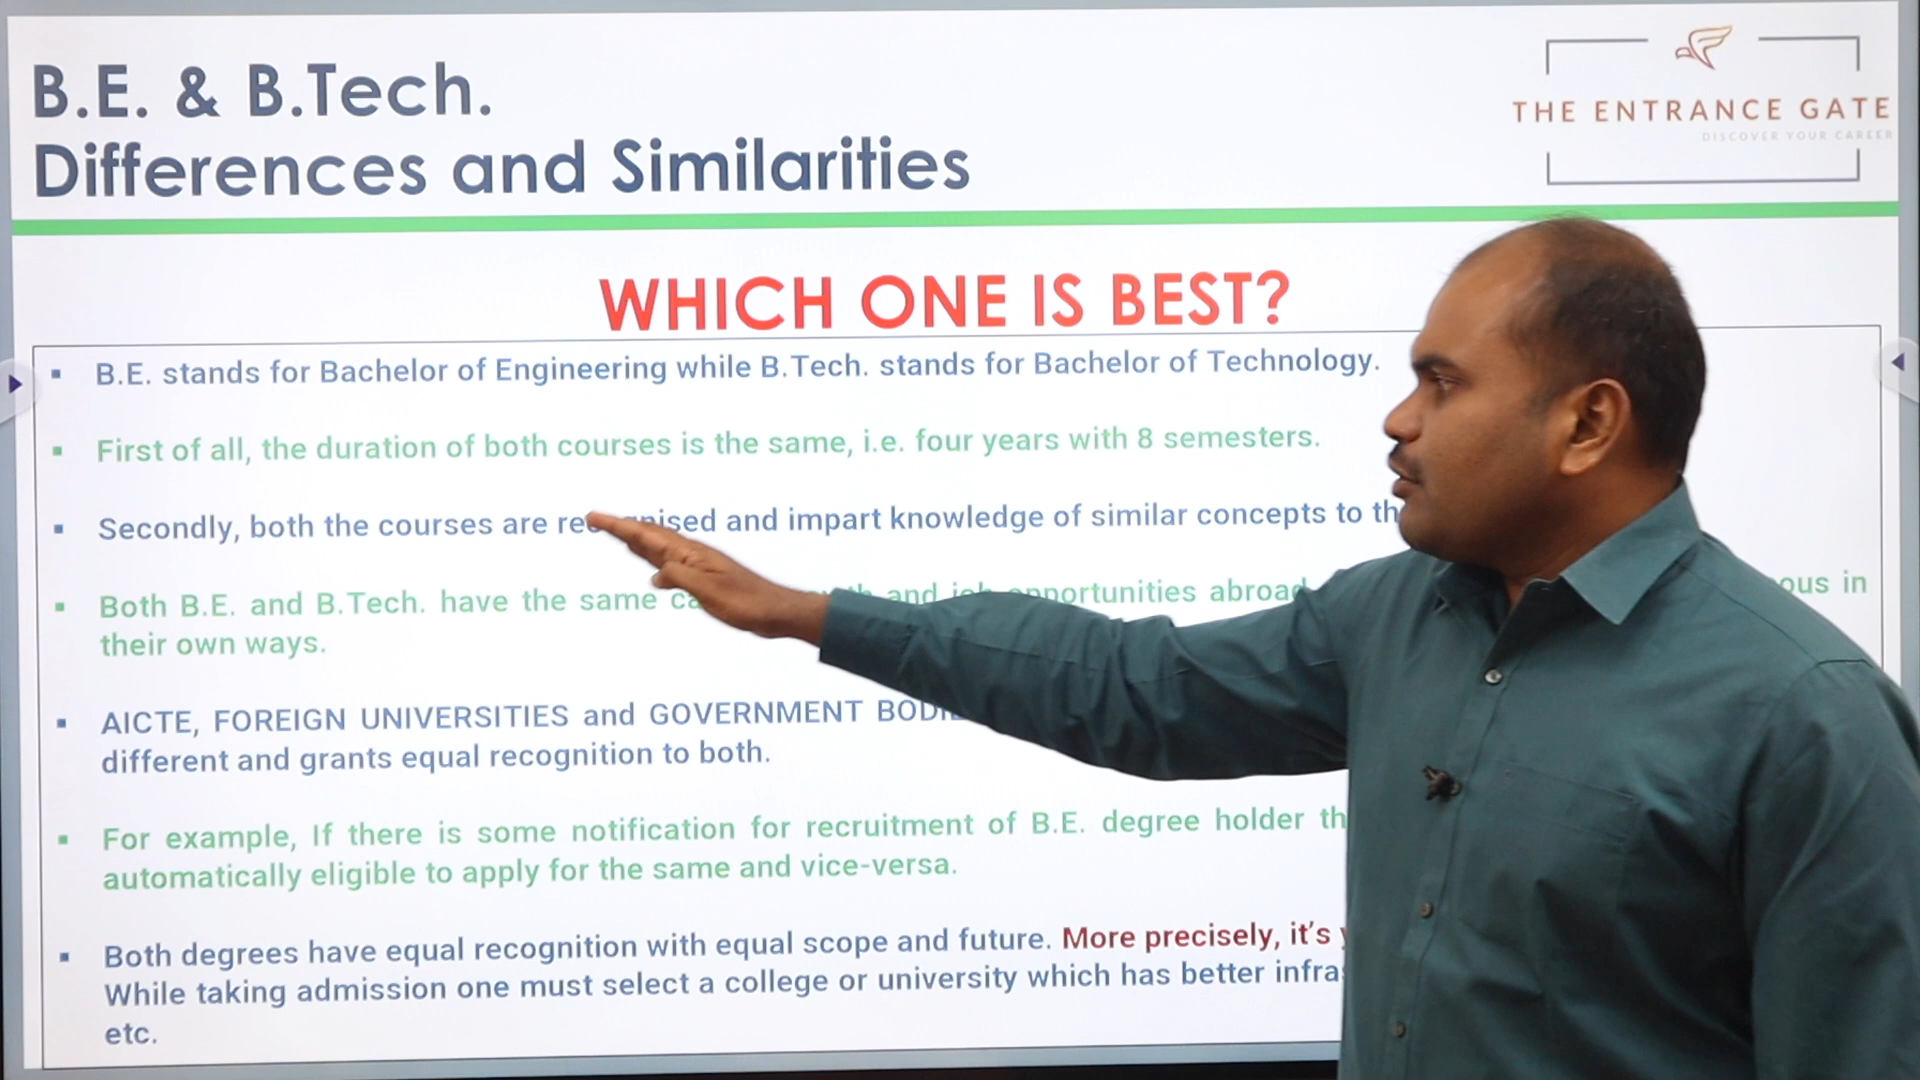 B.E. & B.Tech.
Differences and Similarities
THE ENTRANCE GATE
DISCOVER YOUR CAREER
WHICH ONE IS BEST?
▪ B.E. stands for Bachelor of Engineering while B.Tech. stands for Bachelor of Technology.
▪ First of all, the duration of both courses is the same, i.e. four years with 8 semesters.
▪ Secondly, both the courses are recognised and impart knowledge of similar concepts to
▪ Both B.E. and B.Tech. have the same and job opportunities abroad in
their own ways.
▪ AICTE, FOREIGN UNIVERSITIES and GOVERNMENT
different and grants equal recognition to both.
▪ For example, If there is some notification for recruitment of B.E. degree holder
automatically eligible to apply for the same and vice-versa.
▪ Both degrees have equal recognition with equal scope and future. More precisely, it's
While taking admission one must select a college or university which has better
etc.